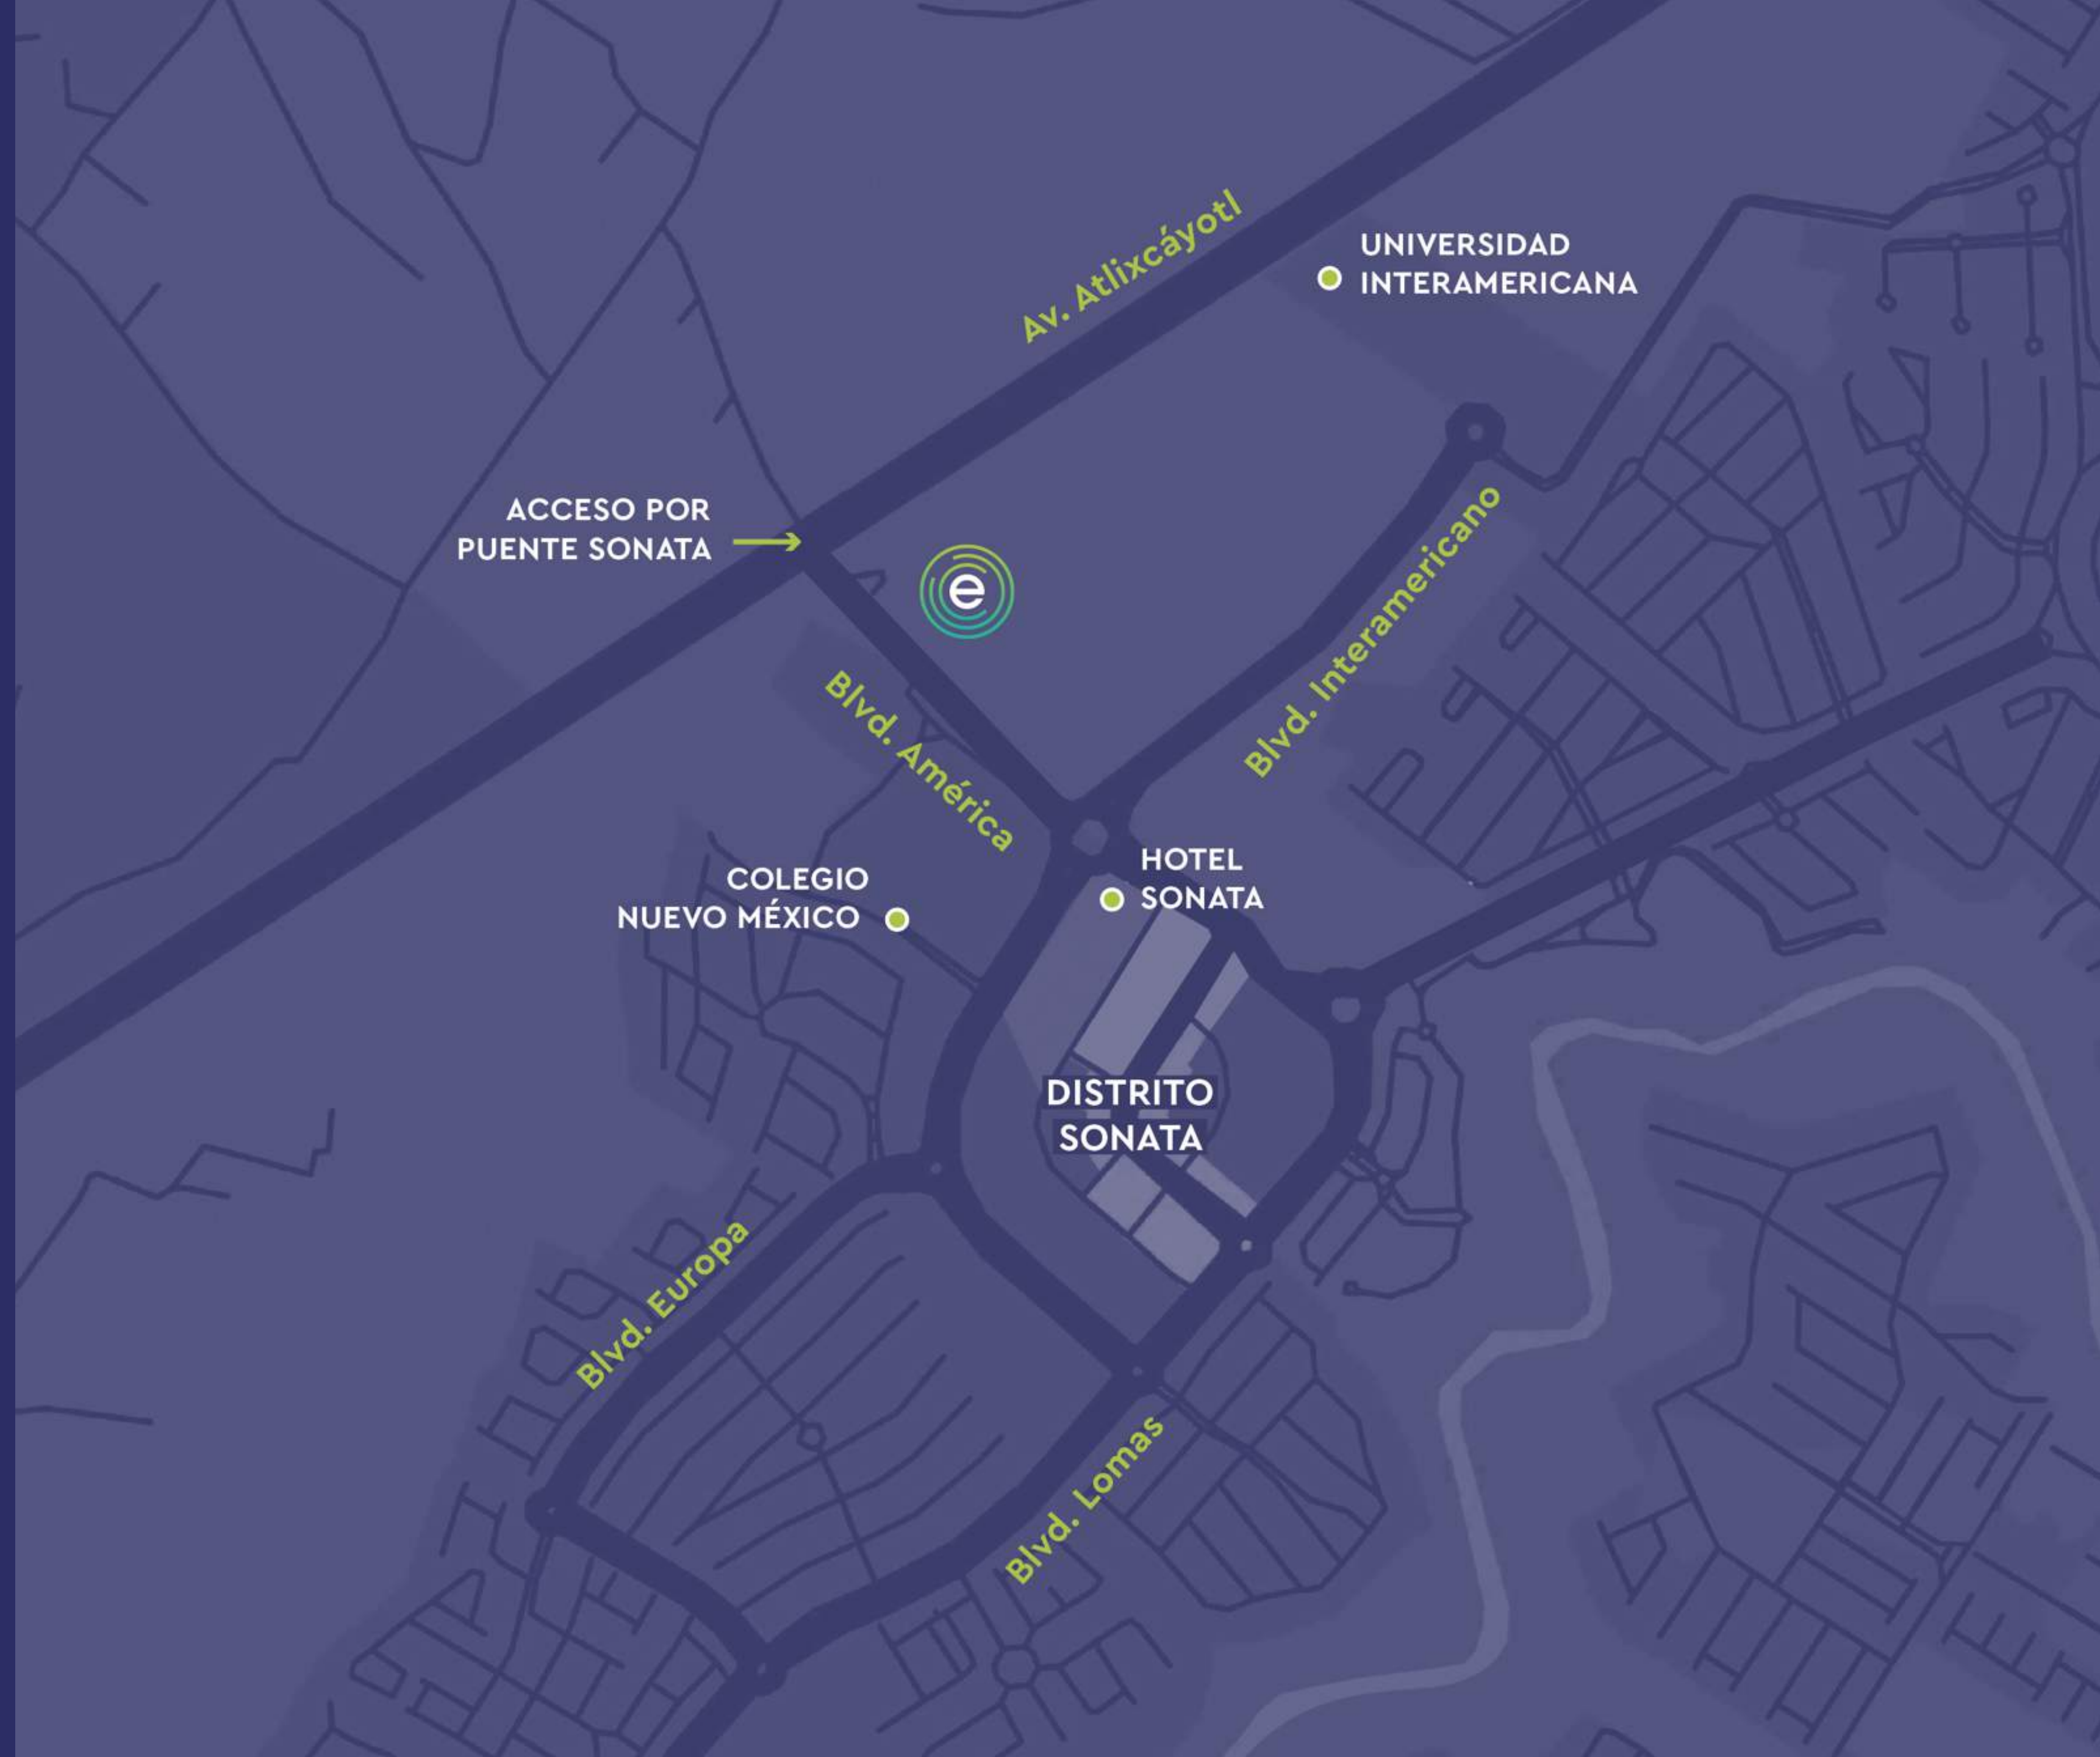 Av. Atlixcáyotl
UNIVERSIDAD
INTERAMERICANA
ACCESO POR
PUENTE SONATA
e
Blvd. Interamericano
Blvd. América
HOTEL
SONATA
COLEGIO
NUEVO MÉXICO
DISTRITO
SONATA
Blvd. Europa
Blvd. Lomas